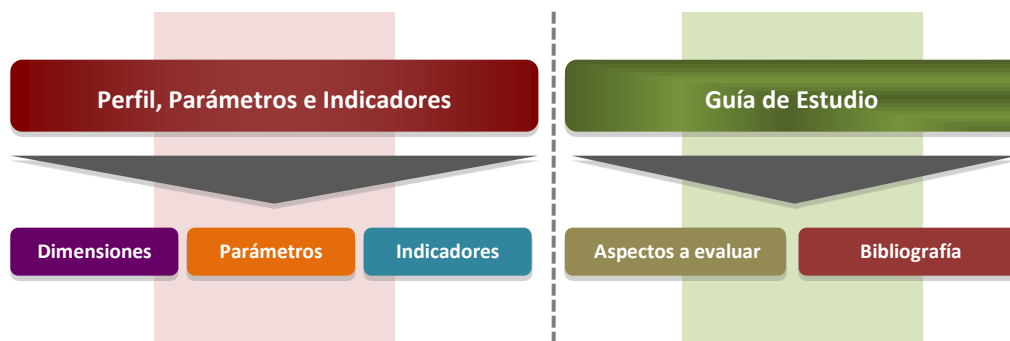 Perfil, Parámetros e Indicadores
Guía de Estudio
Dimensiones
Parámetros
Indicadores
Aspectos a evaluar
Bibliografía